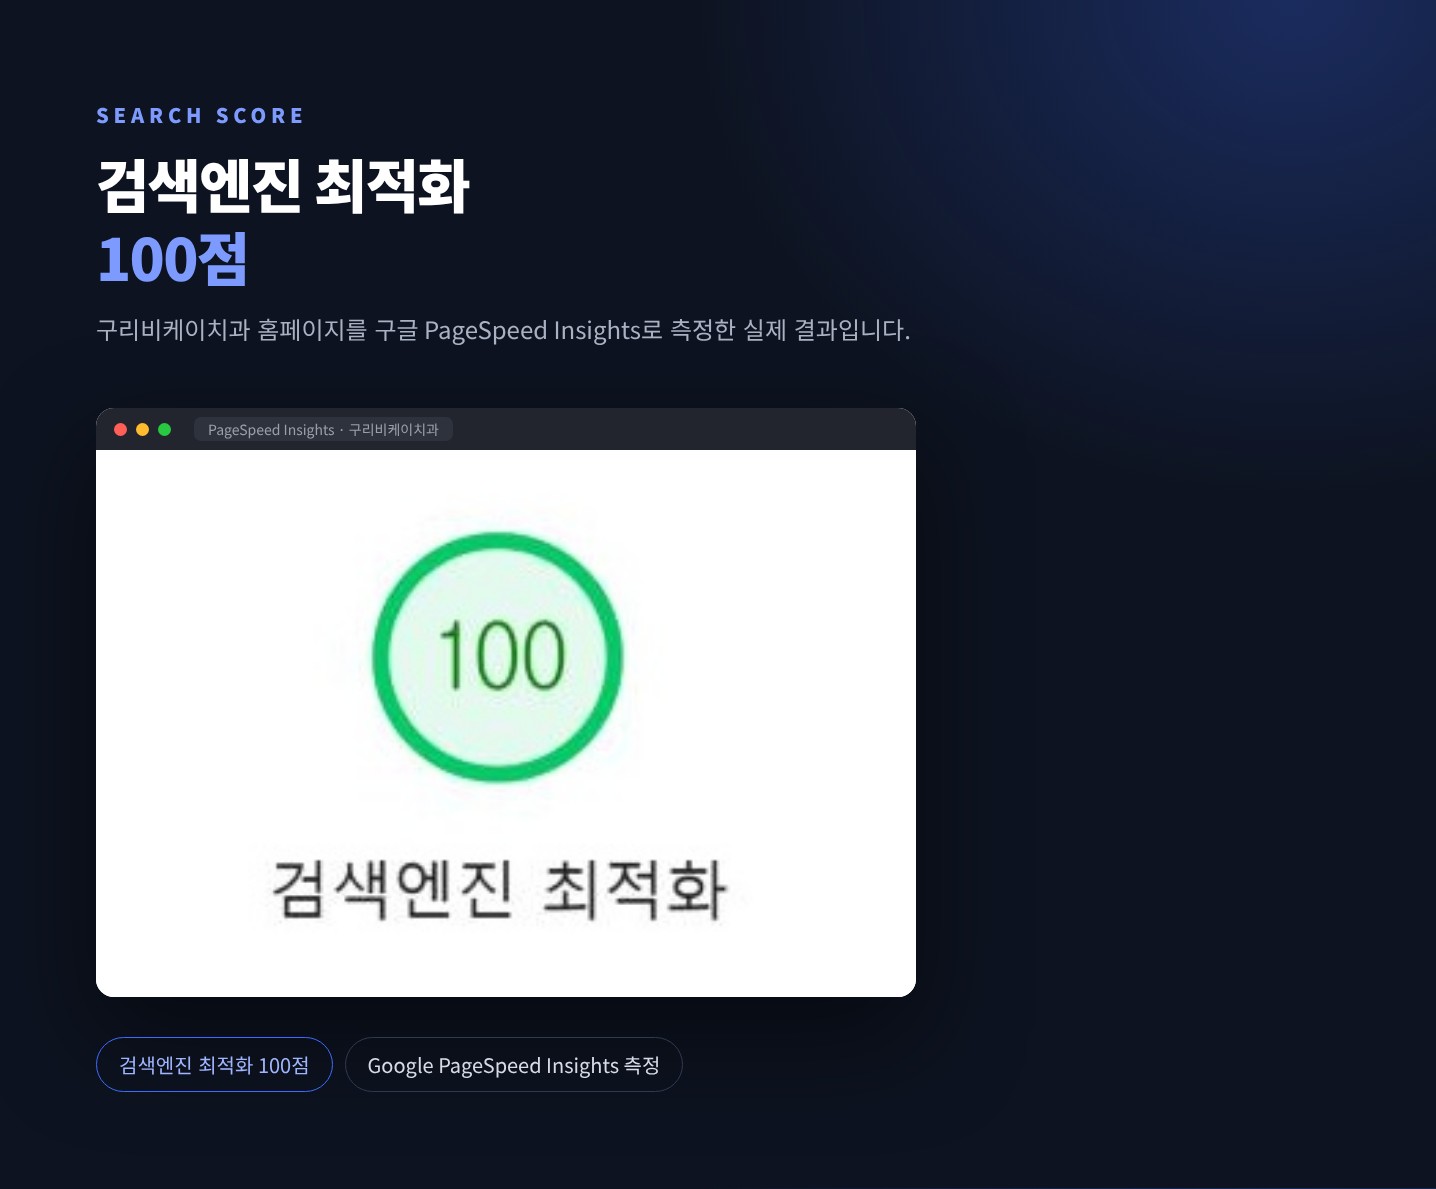 SEARCH SCORE
검색엔진 최적화
100점
구리비케이치과 홈페이지를 구글 PageSpeed Insights로 측정한 실제 결과입니다.
PageSpeed Insights · 구리비케이치과
100
검색엔진 최적화
검색엔진 최적화 100점
Google PageSpeed Insights 측정